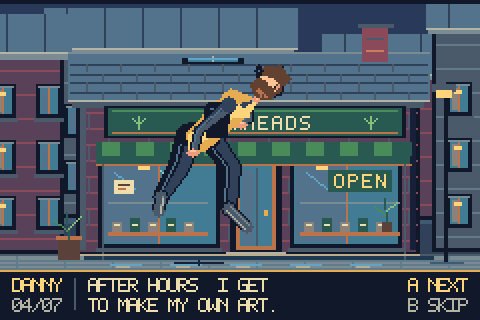 HEADS
OPEN
DANNY
04/07
AFTER HOURS I GET
TO MAKE MY OWN ART.
A NEXT
B SKIP